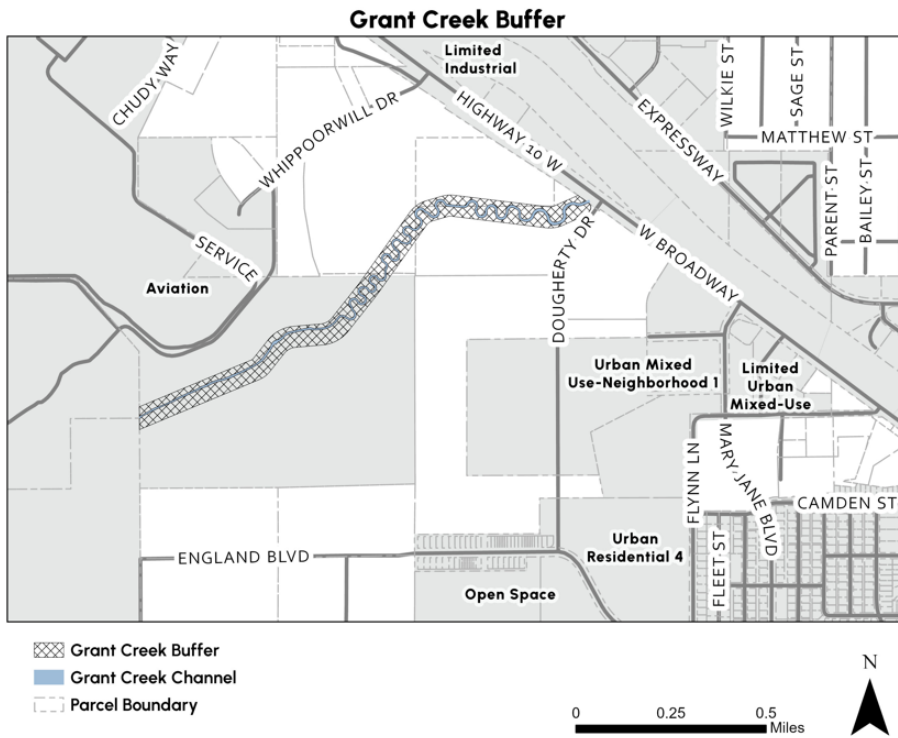 Grant Creek Buffer
Limited
Industrial
CHUDY WAY
WHIPPOORWILL DR
HIGHWAY 10 W
EXPRESSWAY
WILKIE ST
SAGE ST
MATTHEW ST
PARENT ST
BAILEY ST
SERVICE
Aviation
W BROADWAY
DOUGHERTY DR
Urban Mixed
Use-Neighborhood 1
Limited
Urban
Mixed-Use
FLYNN LN
MARY JANE BLVD
CAMDEN ST
ENGLAND BLVD
Urban
Residential 4
FLEET ST
Open Space
Grant Creek Buffer
Grant Creek Channel
Parcel Boundary
N
0 0.25 0.5
Miles